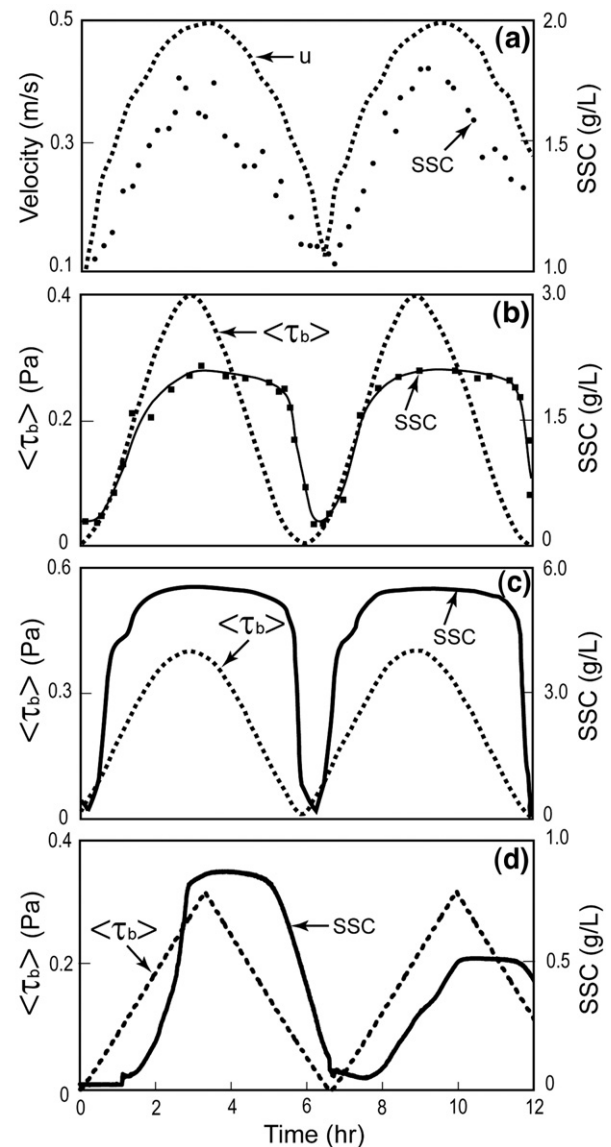 0.5
0.3
0.1
Velocity (m/s)
u
SSC
(a)
2.0
1.6
1.0
SSC (g/L)
0.4
0.2
0
<τb> (Pa)
<τb>
SSC
(b)
3.0
1.5
0
SSC (g/L)
0.6
0.3
0
<τb> (Pa)
<τb>
SSC
(c)
6.0
3.0
0
SSC (g/L)
0.4
0.2
0
<τb> (Pa)
<τb>
SSC
(d)
1.0
0.5
0
SSC (g/L)
0 2 4 6 8 10 12
Time (hr)